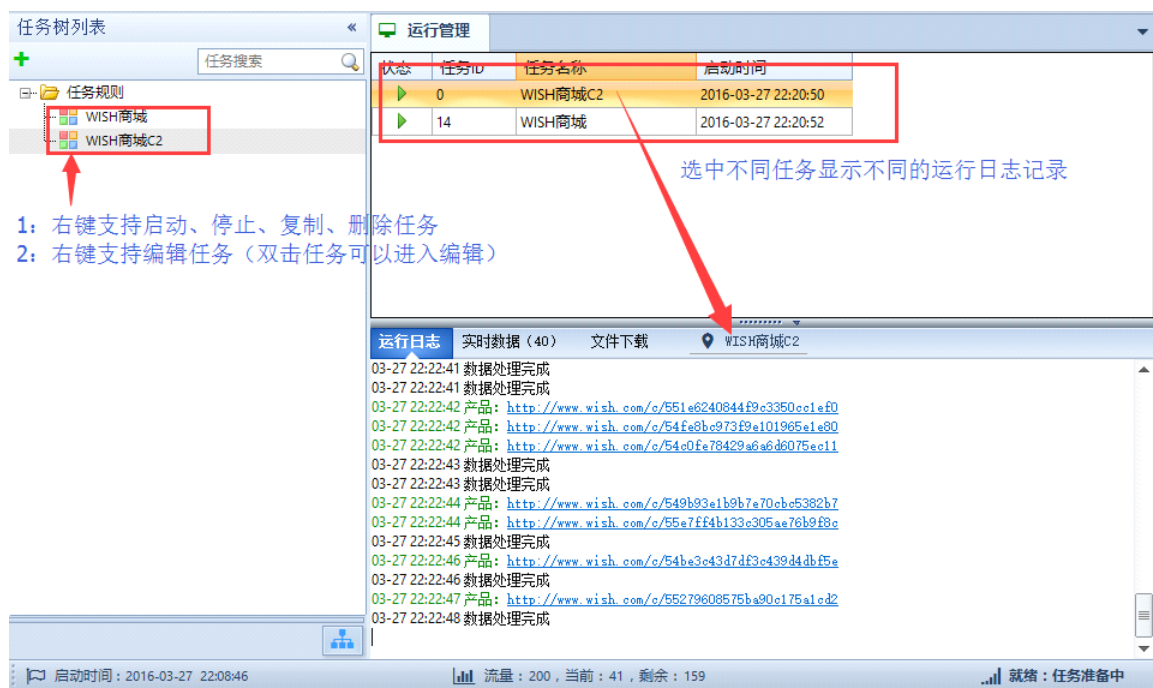 任务树列表 «
运行管理
任务搜索
状态 任务ID 任务名称 启动时间
任务规则
WISH商城
WISH商城C2
0 WISH商城C2 2016-03-27 22:20:50
14 WISH商城 2016-03-27 22:20:52
选中不同任务显示不同的运行日志记录
1: 右键支持启动、停止、复制、删除任务
2: 右键支持编辑任务（双击任务可以进入编辑）
运行日志 实时数据（40） 文件下载 WISH商城C2
03-27 22:22:41 数据处理完成
03-27 22:22:41 数据处理完成
03-27 22:22:42 产品: http://www.wish.com/c/551e6240844f9c3350cc1ef0
03-27 22:22:42 产品: http://www.wish.com/c/54fe8bc973f9e101965e1e80
03-27 22:22:42 产品: http://www.wish.com/c/54c0fe78429a6a6d6075ec11
03-27 22:22:43 数据处理完成
03-27 22:22:43 数据处理完成
03-27 22:22:44 产品: http://www.wish.com/c/549b93e1b9b7e70cbc5382b7
03-27 22:22:44 产品: http://www.wish.com/c/55e7ff4b133c305ae76b9f8c
03-27 22:22:45 数据处理完成
03-27 22:22:46 产品: http://www.wish.com/c/54be3c43d7df3c439d4dbf5e
03-27 22:22:46 数据处理完成
03-27 22:22:47 产品: http://www.wish.com/c/55279608575ba90c175a1cd2
03-27 22:22:48 数据处理完成
启动时间：2016-03-27 22:08:46 流量：200，当前：41，剩余：159 就绪：任务准备中